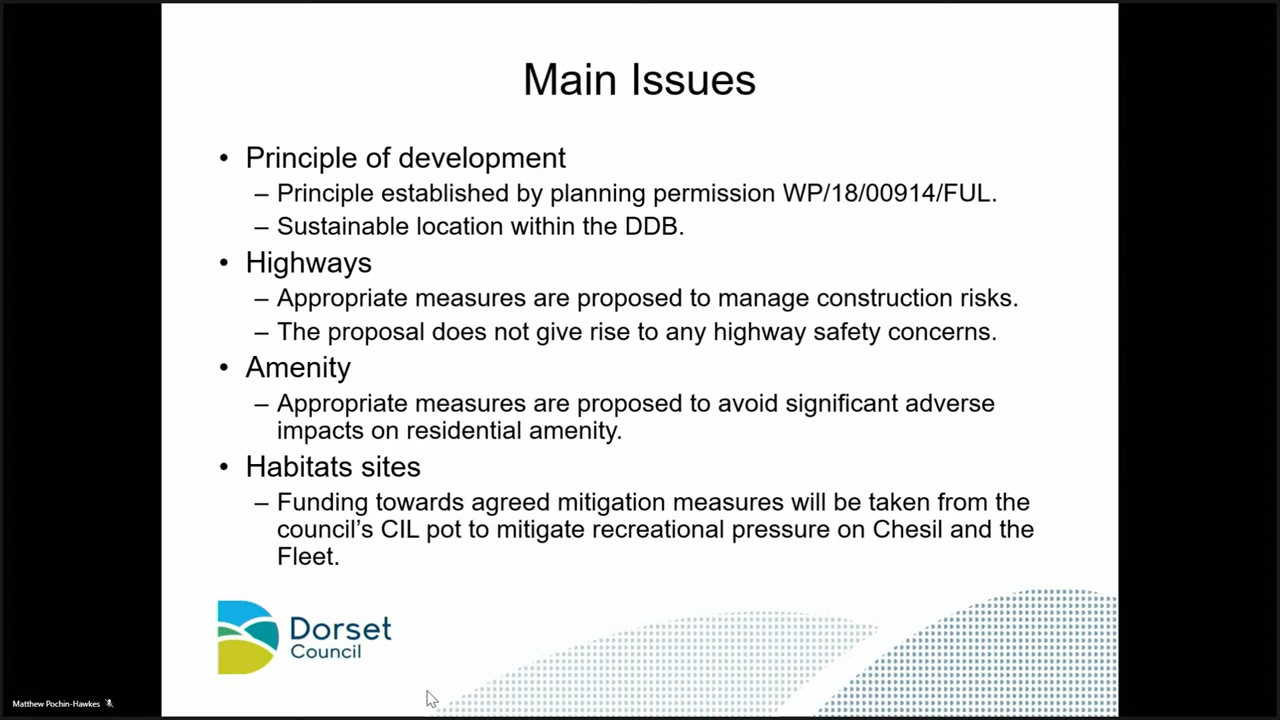 Main Issues
• Principle of development
– Principle established by planning permission WP/18/00914/FUL.
– Sustainable location within the DDB.
• Highways
– Appropriate measures are proposed to manage construction risks.
– The proposal does not give rise to any highway safety concerns.
• Amenity
– Appropriate measures are proposed to avoid significant adverse
impacts on residential amenity.
• Habitats sites
– Funding towards agreed mitigation measures will be taken from the
council’s CIL pot to mitigate recreational pressure on Chesil and the
Fleet.
Dorset
Council
Matthew Pochin-Hawkes